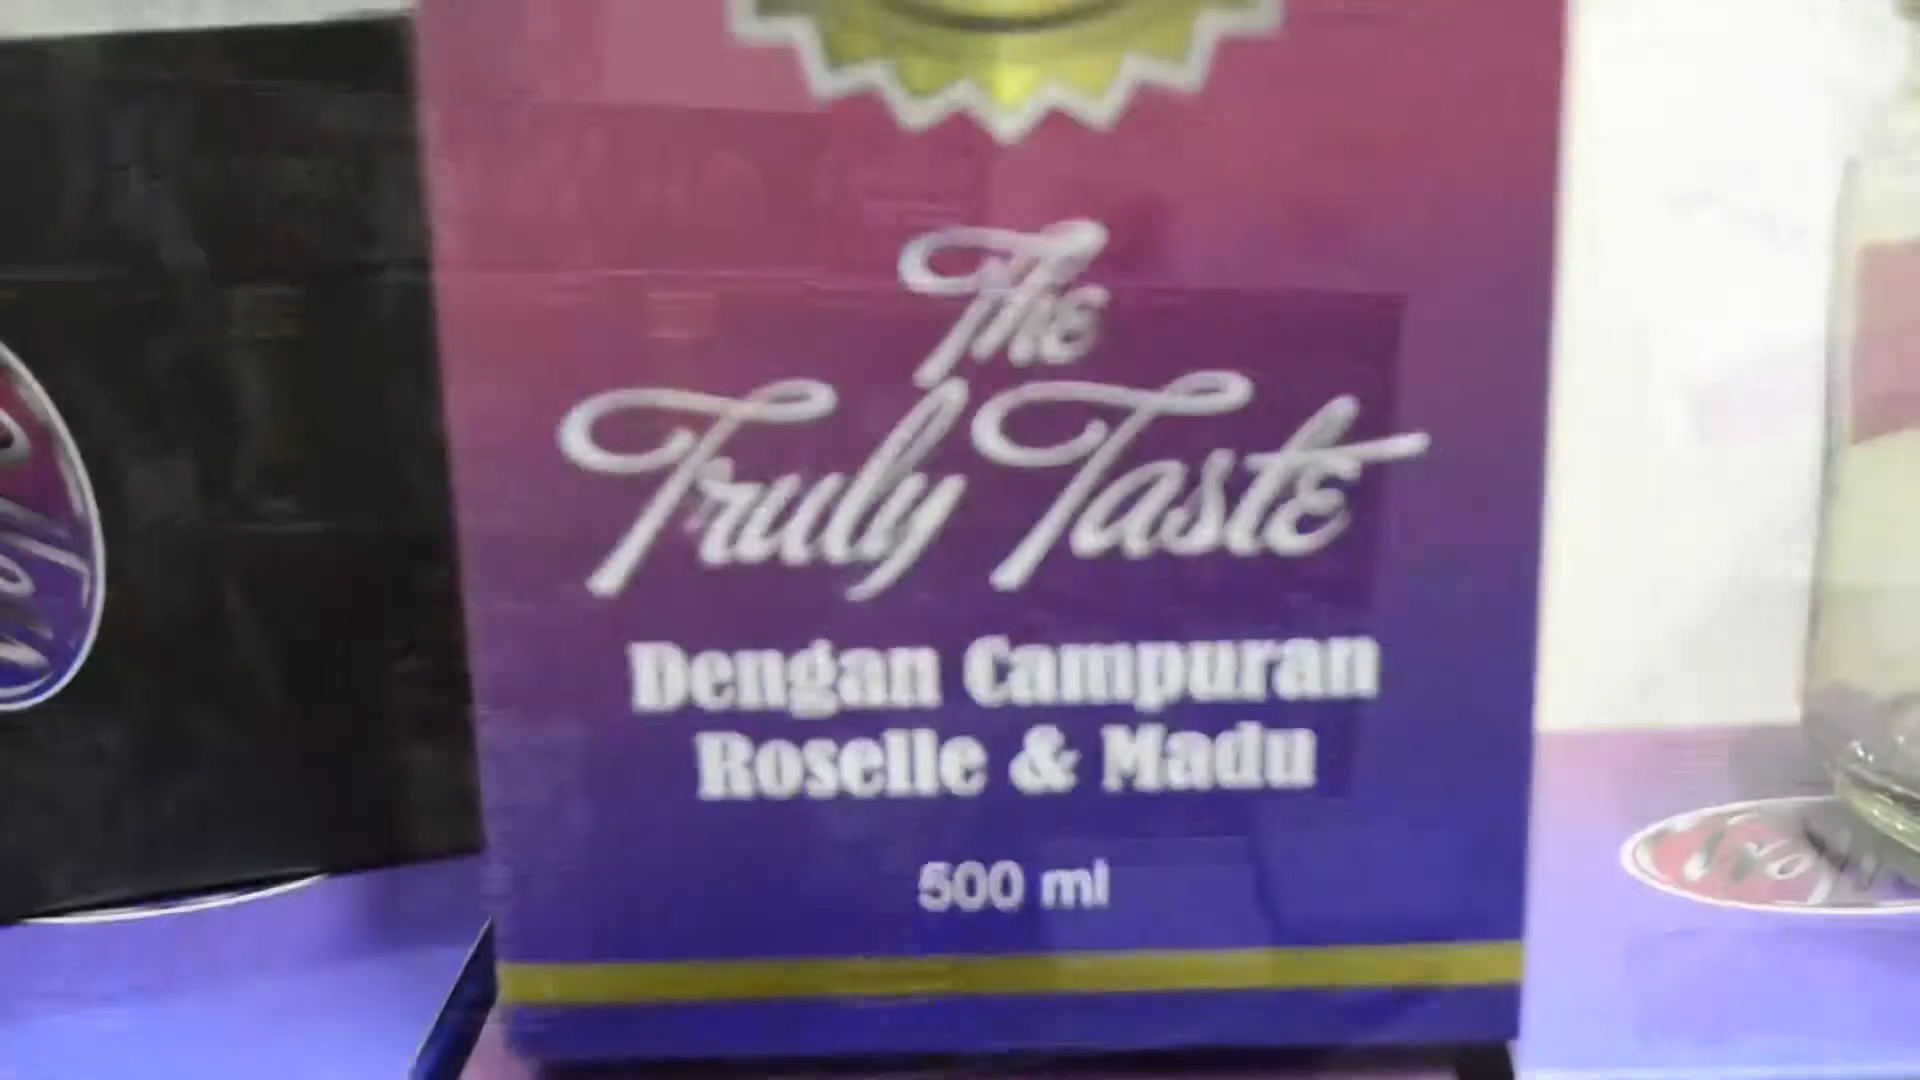 The
Truly Taste
Dengan Campuran
Roselle & Madu
500 ml